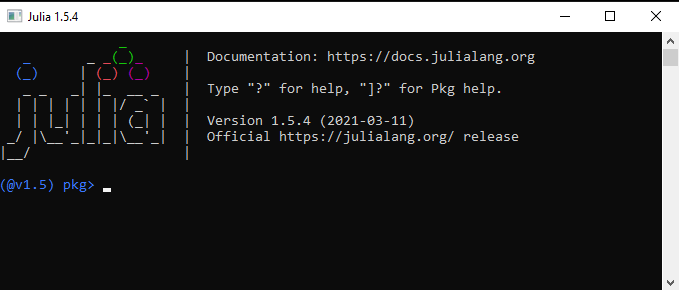 Julia 1.5.4
Documentation: https://docs.julialang.org
Type "?" for help, "]?" for Pkg help.
Version 1.5.4 (2021-03-11)
Official https://julialang.org/ release
(@v1.5) pkg>